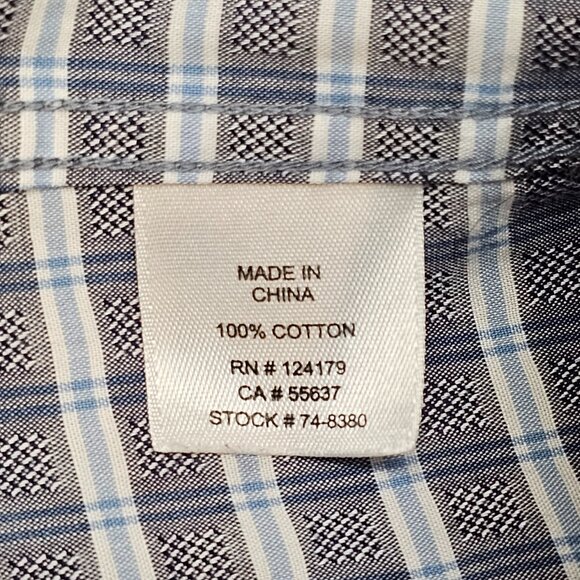 MADE IN
CHINA
100% COTTON
RN # 124179
CA # 55637
STOCK # 74-8380